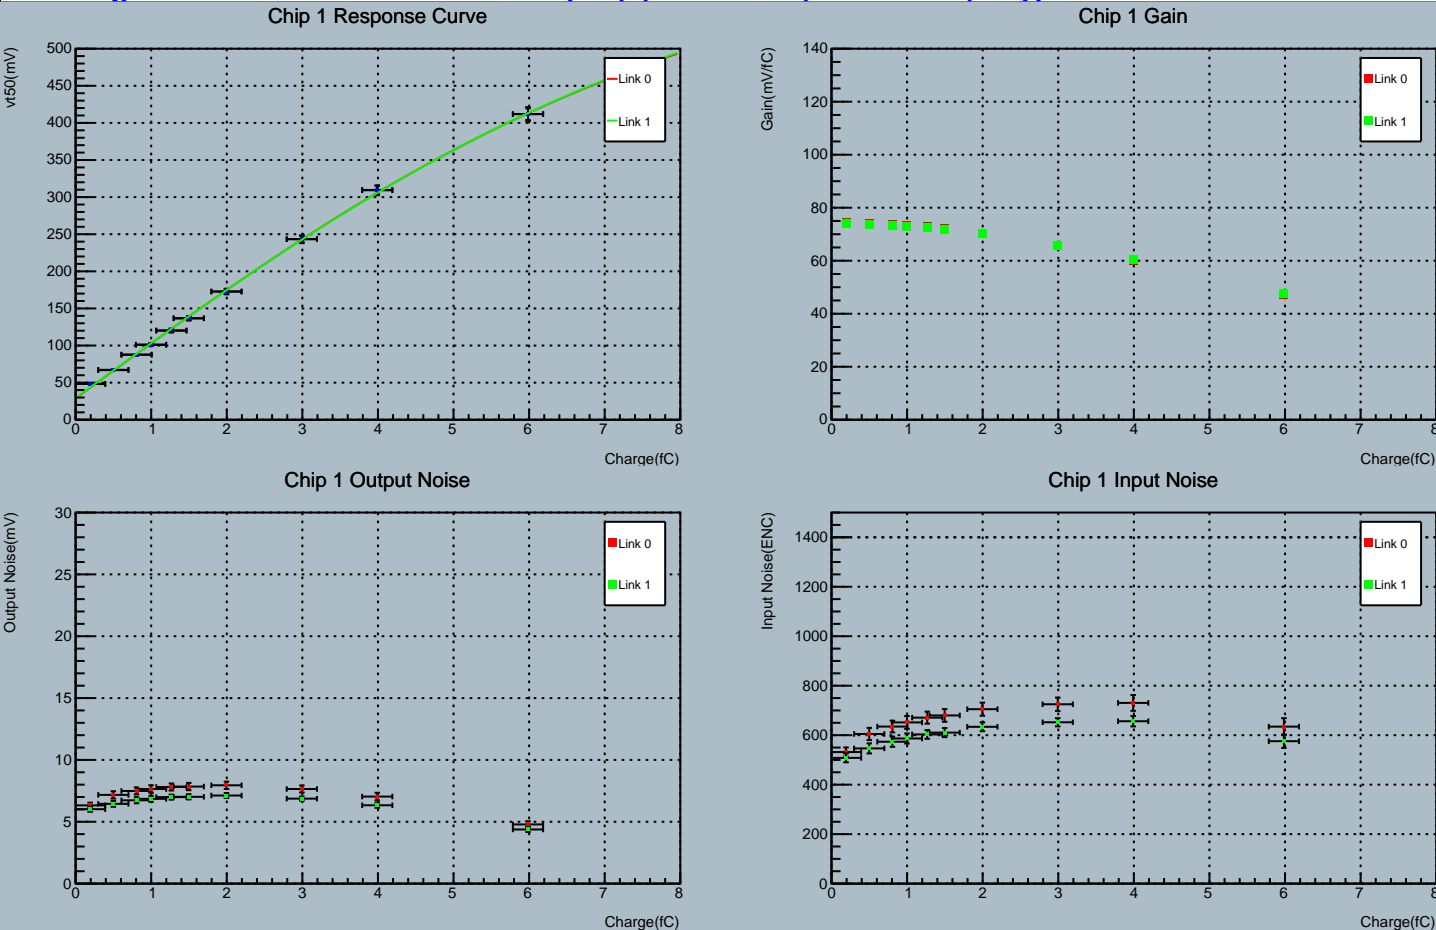 Chip 1 Response Curve
vt50(mV)
500
450
400
350
300
250
200
150
100
50
0
0 1 2 3 4 5 6 7 8
Charge(fC)
Link 0
Link 1
Chip 1 Gain
Gain(mV/fC)
140
120
100
80
60
40
20
0
0 1 2 3 4 5 6 7 8
Charge(fC)
Link 0
Link 1
Chip 1 Output Noise
Output Noise(mV)
30
25
20
15
10
5
0
0 1 2 3 4 5 6 7 8
Charge(fC)
Link 0
Link 1
Chip 1 Input Noise
Input Noise(ENC)
1400
1200
1000
800
600
400
200
0
0 1 2 3 4 5 6 7 8
Charge(fC)
Link 0
Link 1